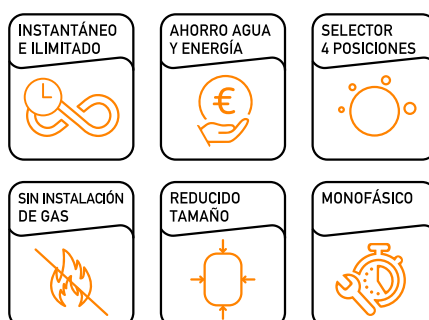 INSTANTÁNEO
E ILIMITADO
AHORRO AGUA
Y ENERGÍA
SELECTOR
4 POSICIONES
€
SIN INSTALACIÓN
DE GAS
REDUCIDO
TAMAÑO
MONOFÁSICO